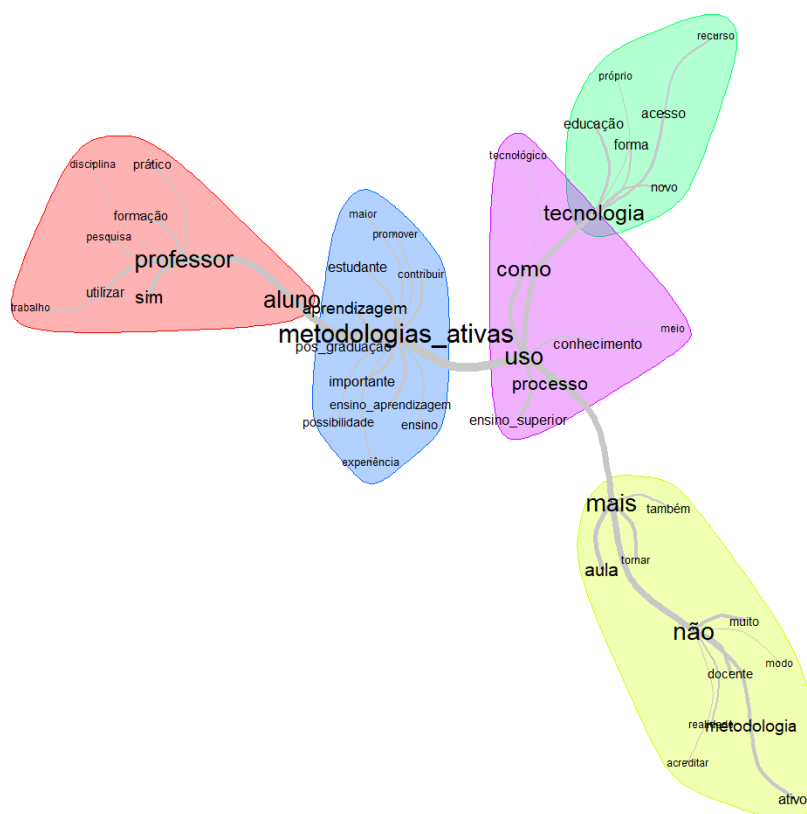 recurso
próprio
acesso
educação
forma
tecnológico
novo
tecnologia
disciplina
prático
maior
formação
promover
pesquisa
professor
estudante
contribuir
como
utilizar
sim
aluno
trabalho
aprendizagem
metodologias_ativas
meio
pós_graduação
uso
conhecimento
importante
processo
ensino_aprendizagem
possibilidade
ensino
ensino_superior
experiência
mais
também
tornar
aula
não
muito
modo
docente
realidade
metodologia
acreditar
ativo